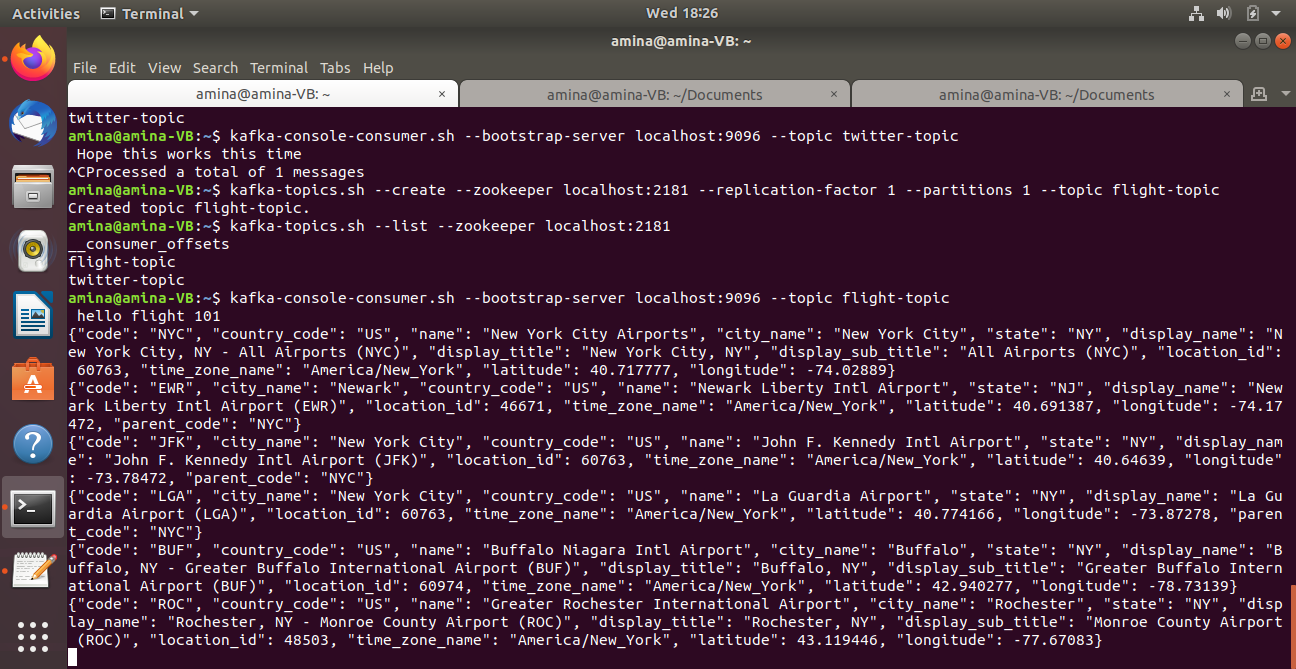 Activities Terminal Wed 18:26
amina@amina-VB: ~
File Edit View Search Terminal Tabs Help
amina@amina-VB: ~ × amina@amina-VB: ~/Documents × amina@amina-VB: ~/Documents ×
twitter-topic
amina@amina-VB:~$ kafka-console-consumer.sh --bootstrap-server localhost:9096 --topic twitter-topic
 Hope this works this time
^CProcessed a total of 1 messages
amina@amina-VB:~$ kafka-topics.sh --create --zookeeper localhost:2181 --replication-factor 1 --partitions 1 --topic flight-topic
Created topic flight-topic.
amina@amina-VB:~$ kafka-topics.sh --list --zookeeper localhost:2181
__consumer_offsets
flight-topic
twitter-topic
amina@amina-VB:~$ kafka-console-consumer.sh --bootstrap-server localhost:9096 --topic flight-topic
 hello flight 101
{"code": "NYC", "country_code": "US", "name": "New York City Airports", "city_name": "New York City", "state": "NY", "display_name": "N
ew York City, NY - All Airports (NYC)", "display_title": "New York City, NY", "display_sub_title": "All Airports (NYC)", "location_id":
 60763, "time_zone_name": "America/New_York", "latitude": 40.717777, "longitude": -74.02889}
{"code": "EWR", "city_name": "Newark", "country_code": "US", "name": "Newark Liberty Intl Airport", "state": "NJ", "display_name": "New
ark Liberty Intl Airport (EWR)", "location_id": 46671, "time_zone_name": "America/New_York", "latitude": 40.691387, "longitude": -74.17
472, "parent_code": "NYC"}
{"code": "JFK", "city_name": "New York City", "country_code": "US", "name": "John F. Kennedy Intl Airport", "state": "NY", "display_nam
e": "John F. Kennedy Intl Airport (JFK)", "location_id": 60763, "time_zone_name": "America/New_York", "latitude": 40.64639, "longitude"
: -73.78472, "parent_code": "NYC"}
{"code": "LGA", "city_name": "New York City", "country_code": "US", "name": "La Guardia Airport", "state": "NY", "display_name": "La Gu
ardia Airport (LGA)", "location_id": 60763, "time_zone_name": "America/New_York", "latitude": 40.774166, "longitude": -73.87278, "paren
t_code": "NYC"}
{"code": "BUF", "country_code": "US", "name": "Buffalo Niagara Intl Airport", "city_name": "Buffalo", "state": "NY", "display_name": "B
uffalo, NY - Greater Buffalo International Airport (BUF)", "display_title": "Buffalo, NY", "display_sub_title": "Greater Buffalo Intern
ational Airport (BUF)", "location_id": 60974, "time_zone_name": "America/New_York", "latitude": 42.940277, "longitude": -78.73139}
{"code": "ROC", "country_code": "US", "name": "Greater Rochester International Airport", "city_name": "Rochester", "state": "NY", "disp
lay_name": "Rochester, NY - Monroe County Airport (ROC)", "display_title": "Rochester, NY", "display_sub_title": "Monroe County Airport
 (ROC)", "location_id": 48503, "time_zone_name": "America/New_York", "latitude": 43.119446, "longitude": -77.67083}